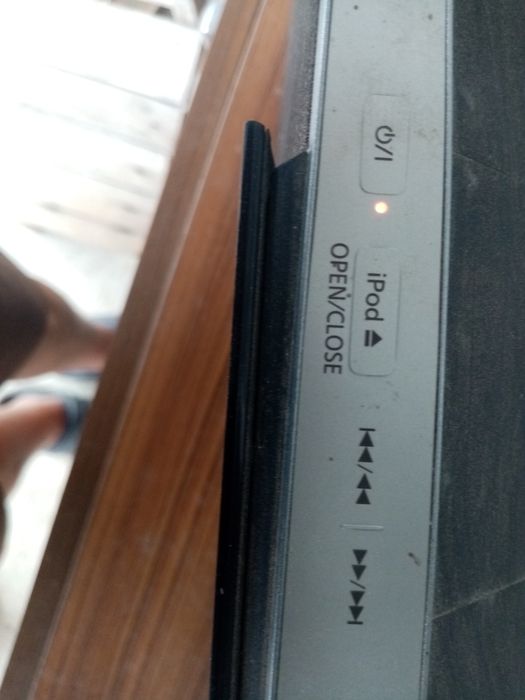 ⏻/I
iPod ⏏
OPEN/CLOSE
⏮/⏪
⏩/⏭